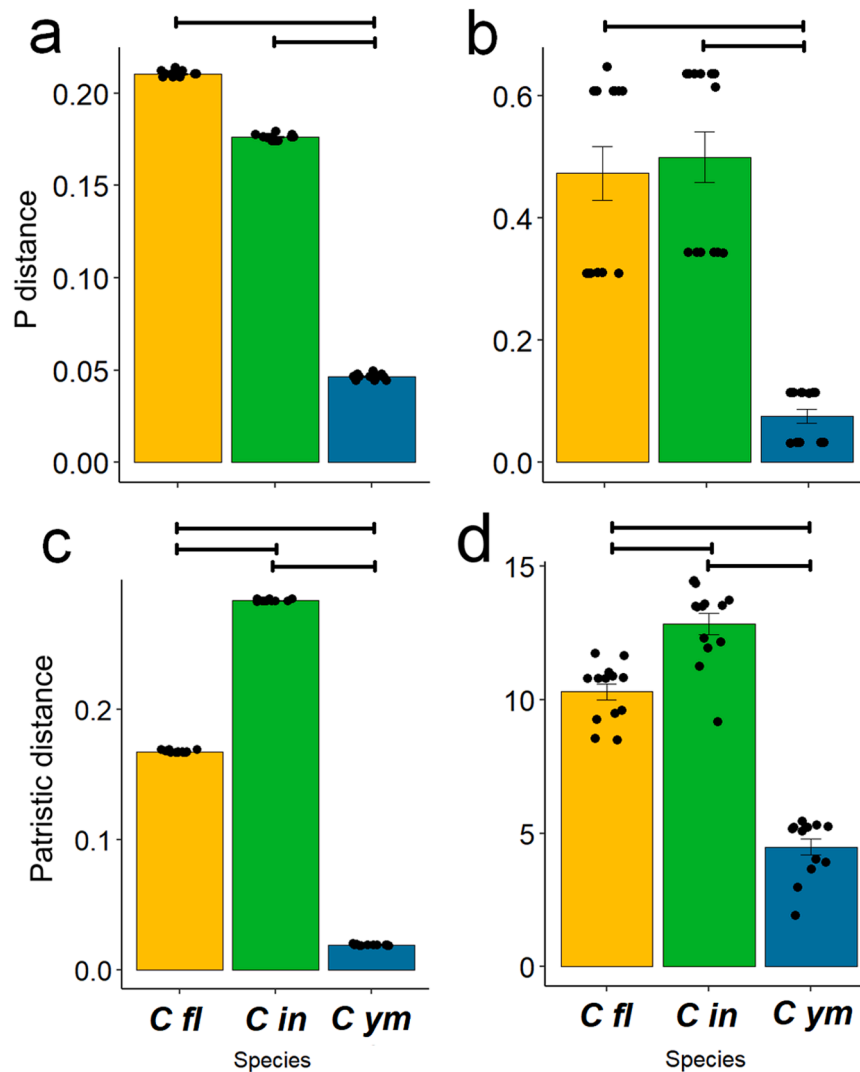 a
b
P distance
0.20
0.15
0.10
0.05
0.00
0.6
0.4
0.2
0.0
c
d
Patristic distance
0.2
0.1
0.0
15
10
5
0
C fl C in C ym
Species
C fl C in C ym
Species